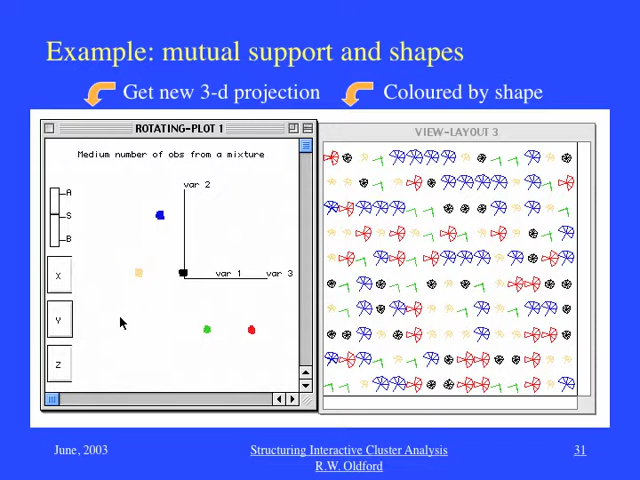 Example: mutual support and shapes
Get new 3-d projection
Coloured by shape
ROTATING-PLOT 1
VIEW-LAYOUT 3
Medium number of obs from a mixture
var 2
A
S
B
X
var 1
var 3
Y
Z
June, 2003
Structuring Interactive Cluster Analysis
31
R.W. Oldford